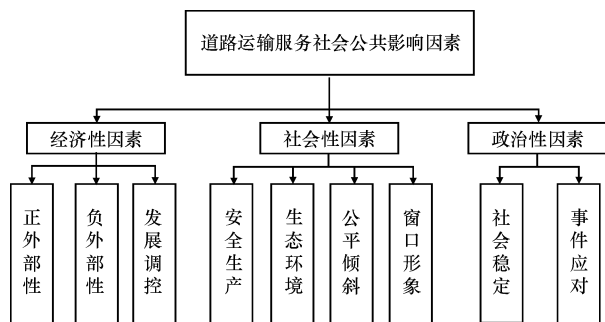 道路运输服务社会公共影响因素
经济性因素
社会性因素
政治性因素
正外部性
负外部性
发展调控
安全生产
生态环境
公平倾斜
窗口形象
社会稳定
事件应对